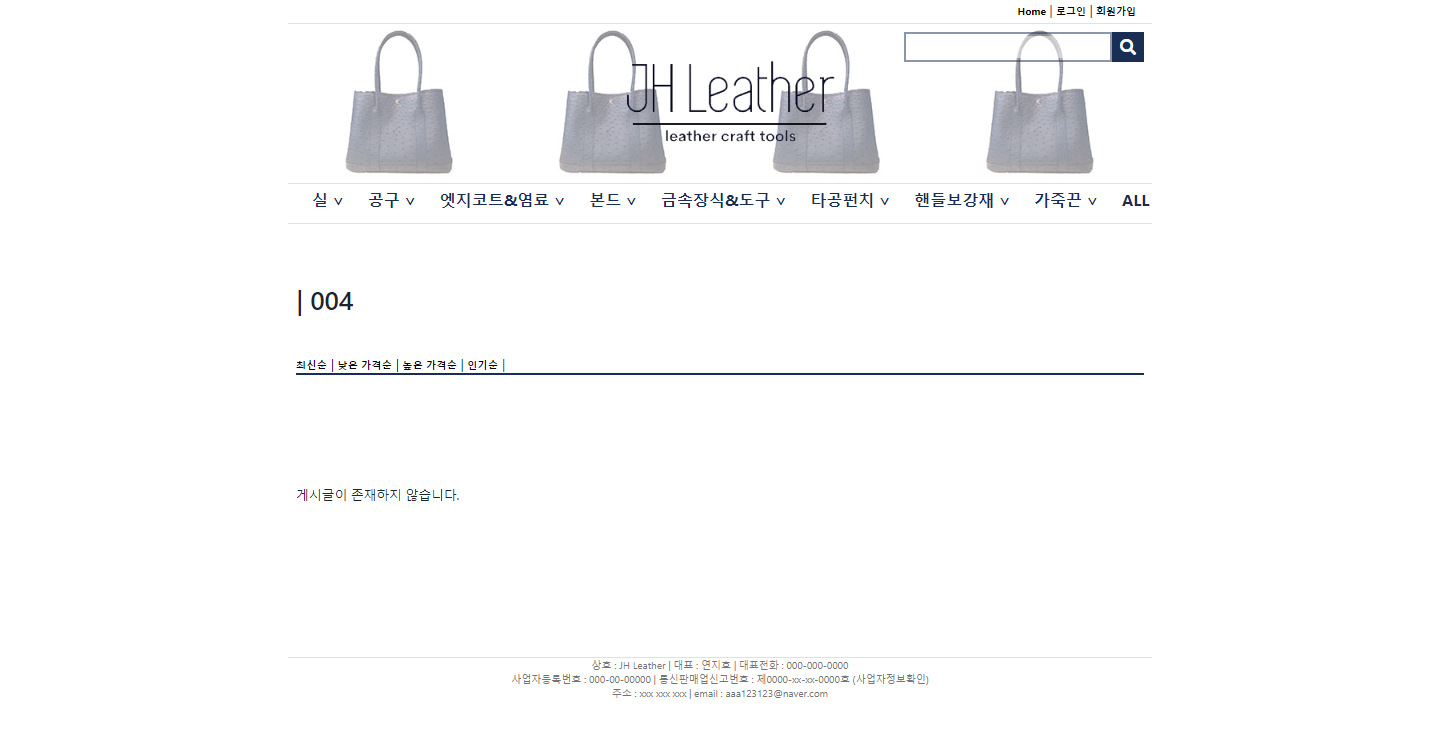 Home | 로그인 | 회원가입
JH Leather
leather craft tools
실 ∨ 공구 ∨ 엣지코트&염료 ∨ 본드 ∨ 금속장식&도구 ∨ 타공펀치 ∨ 핸들보강재 ∨ 가죽끈 ∨ ALL
| 004
최신순 | 낮은 가격순 | 높은 가격순 | 인기순 |
게시글이 존재하지 않습니다.
상호 : JH Leather | 대표 : 연지호 | 대표전화 : 000-000-0000
사업자등록번호 : 000-00-00000 | 통신판매업신고번호 : 제0000-xx-xx-0000호 (사업자정보확인)
주소 : xxx xxx xxx | email : aaa123123@naver.com